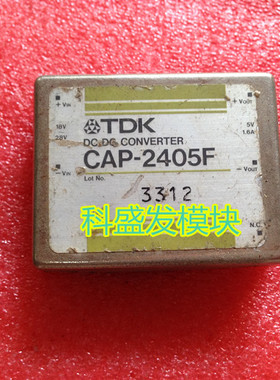 + VIN
+ VOUT
TDK
18V
28V
5V
1.6A
DC-DC CONVERTER
CAP-2405F
- VIN
- VOUT
Lot No.
3312
科盛发模块
N.C.